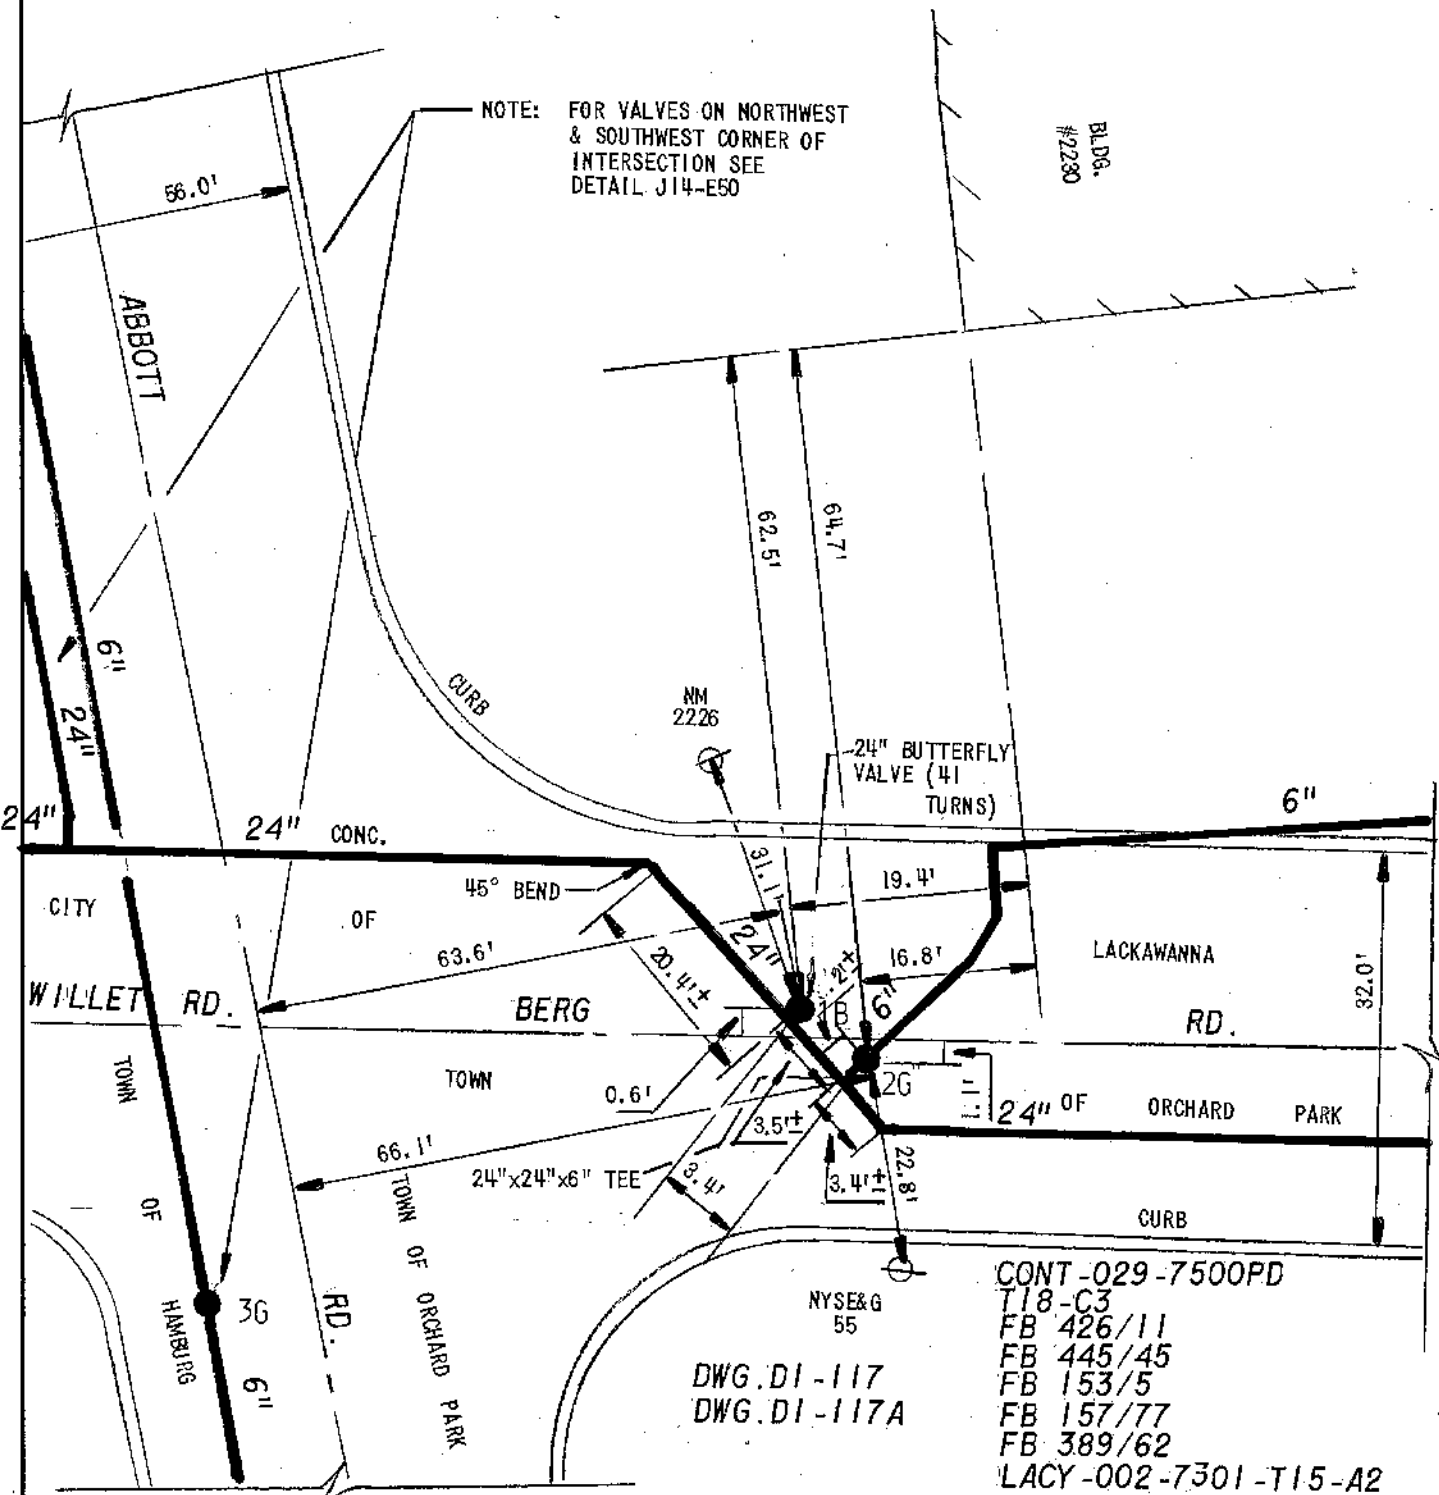 NOTE: FOR VALVES ON NORTHWEST
& SOUTHWEST CORNER OF
INTERSECTION SEE
DETAIL J14-E50
BLDG.
#2230
56.0'
ABBOTT
62.5'
64.7'
6"
24"
CURB
NM
2226
24" BUTTERFLY
VALVE (41
TURNS)
6"
24"
24" CONC.
31.1'
19.4'
45° BEND
CITY OF LACKAWANNA
24"
63.6'
20.4'±
16.8'
32.0'
6"
WILLET RD. BERG RD.
1B
TOWN OF HAMBURG
TOWN OF ORCHARD PARK
0.6'
2G
1.1'
3.5'±
24"
66.1'
24"x24"x6" TEE
3.4'
3.4'±
22.8'
TOWN OF ORCHARD PARK
CURB
3G
RD.
6"
NYSE&G
55
DWG.D1-117
DWG.D1-117A
CONT-029-7500PD
T18-C3
FB 426/11
FB 445/45
FB 153/5
FB 157/77
FB 389/62
LACY-002-7301-T15-A2